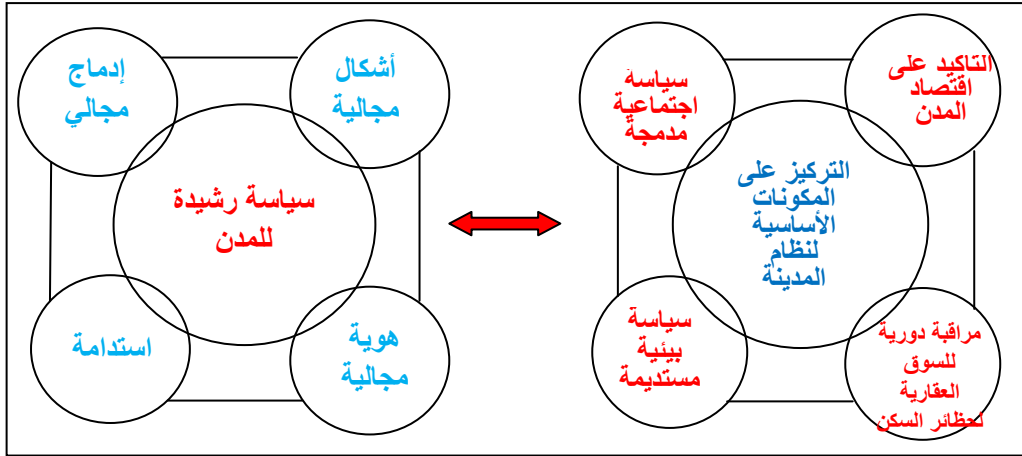 التاكيد على
اقتصاد
المدن
سياسة
اجتماعية
مدمجة
التركيز على
المكونات
الأساسية
لنظام
المدينة
سياسة
بيئية
مستديمة
مراقبة دورية
للسوق
العقارية
لحظائر السكن
أشكال
مجالية
إدماج
مجالي
سياسة رشيدة
للمدن
هوية
مجالية
استدامة